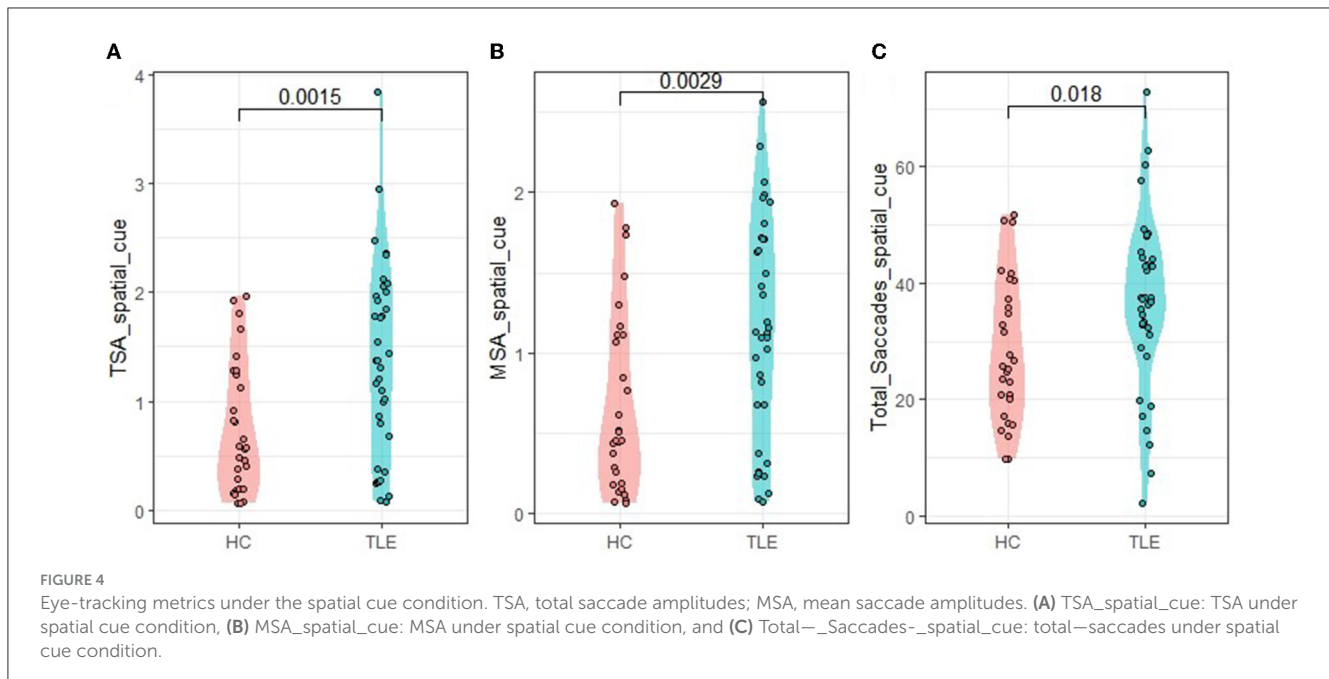 A
B
C
TSA_spatial_cue
4
3
2
1
0
0.0015
HC
TLE
MSA_spatial_cue
2
1
0
0.0029
HC
TLE
Total_Saccades_spatial_cue
60
40
20
0
0.018
HC
TLE
FIGURE 4
Eye-tracking metrics under the spatial cue condition. TSA, total saccade amplitudes; MSA, mean saccade amplitudes. (A) TSA_spatial_cue: TSA under
spatial cue condition, (B) MSA_spatial_cue: MSA under spatial cue condition, and (C) Total—_Saccades-_spatial_cue: total—saccades under spatial
cue condition.